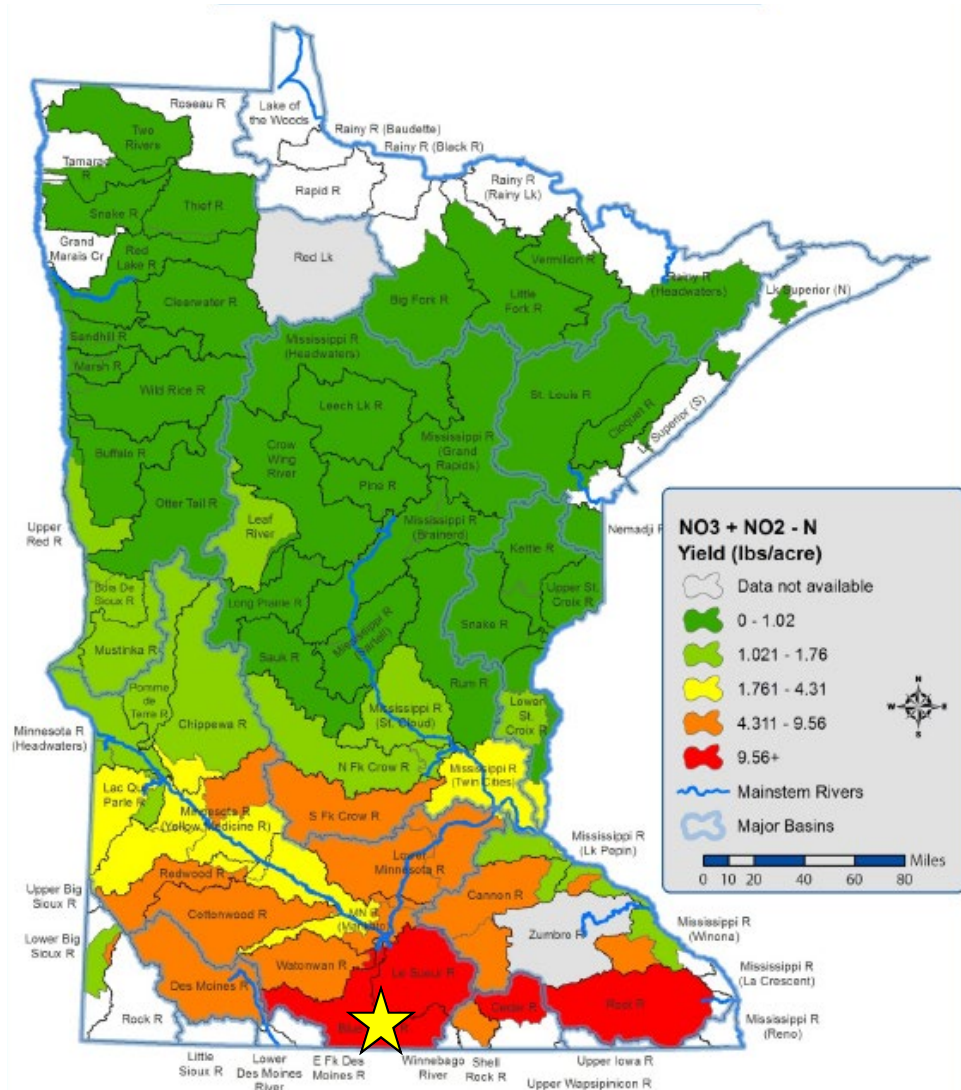 Roseau R
Lake of
the Woods
Two
Rivers
Rainy R (Baudette)
Rainy R (Black R)
Tamarac
R
Rapid R
Rainy R
(Rainy Lk)
Snake R
Thief R
Grand
Marais Cr
Red
Lake R
Red Lk
Vermilion R
Rainy R
(Headwaters)
Lk Superior (N)
Clearwater R
Big Fork R
Little
Fork R
Sandhill R
Mississippi R
(Headwaters)
Marsh R
Wild Rice R
Leech Lk R
St. Louis R
Cloquet R
Lk Superior (S)
Buffalo R
Crow
Wing
River
Mississippi R
(Grand
Rapids)
Pine R
Otter Tail R
Leaf
River
Upper
Red R
Mississippi R
(Brainerd)
Nemadji R
Kettle R
Bois De
Sioux R
Long Prairie R
Mississippi R
(Sartell)
Snake R
Upper St.
Croix R
Mustinka R
Sauk R
Rum R
Pomme
de
Terre R
Chippewa R
Mississippi R
(St. Cloud)
Lower
St.
Croix R
Minnesota R
(Headwaters)
N Fk Crow R
Mississippi R
(Twin Cities)
Lac Qui
Parle R
Minnesota R
(Yellow Medicine R)
S Fk Crow R
Mississippi R
(Lk Pepin)
Redwood R
Lower
Minnesota R
Upper Big
Sioux R
Cottonwood R
Cannon R
Lower Big
Sioux R
Zumbro R
Mississippi R
(Winona)
Watonwan R
Le Sueur R
Des Moines R
Mississippi R
(La Crescent)
Rock R
Cedar R
Root R
Mississippi R
(Reno)
Little
Sioux R
Lower
Des Moines
River
E Fk Des
Moines R
Winnebago
River
Shell
Rock R
Upper Iowa R
Upper Wapsipinicon R
NO3 + NO2 - N
Yield (lbs/acre)
Data not available
0 - 1.02
1.021 - 1.76
1.761 - 4.31
4.311 - 9.56
9.56+
Mainstem Rivers
Major Basins
N
W
E
S
Miles
0 10 20 40 60 80